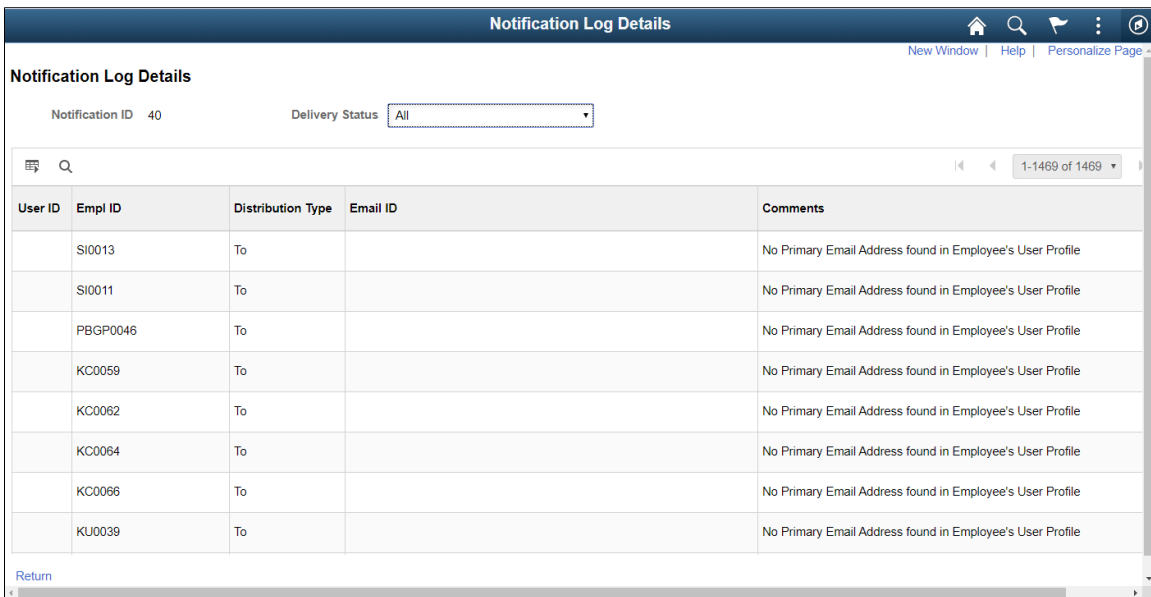 Notification Log Details
New Window | Help | Personalize Page
Notification Log Details
Notification ID 40 Delivery Status All
1-1469 of 1469
User ID Empl ID Distribution Type Email ID Comments
SI0013 To No Primary Email Address found in Employee's User Profile
SI0011 To No Primary Email Address found in Employee's User Profile
PBGP0046 To No Primary Email Address found in Employee's User Profile
KC0059 To No Primary Email Address found in Employee's User Profile
KC0062 To No Primary Email Address found in Employee's User Profile
KC0064 To No Primary Email Address found in Employee's User Profile
KC0066 To No Primary Email Address found in Employee's User Profile
KU0039 To No Primary Email Address found in Employee's User Profile
Return